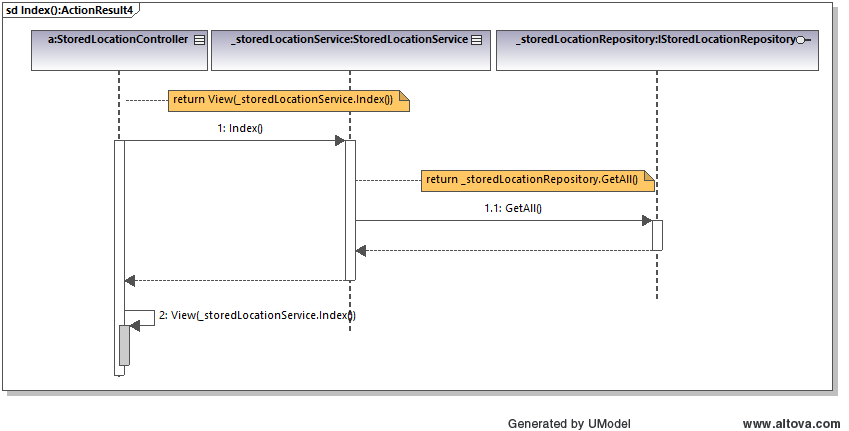 sd Index():ActionResult4
a:StoredLocationController
_storedLocationService:StoredLocationService
_storedLocationRepository:IStoredLocationRepository
return View(_storedLocationService.Index())
1: Index()
return _storedLocationRepository.GetAll()
1.1: GetAll()
2: View(_storedLocationService.Index())
Generated by UModel
www.altova.com